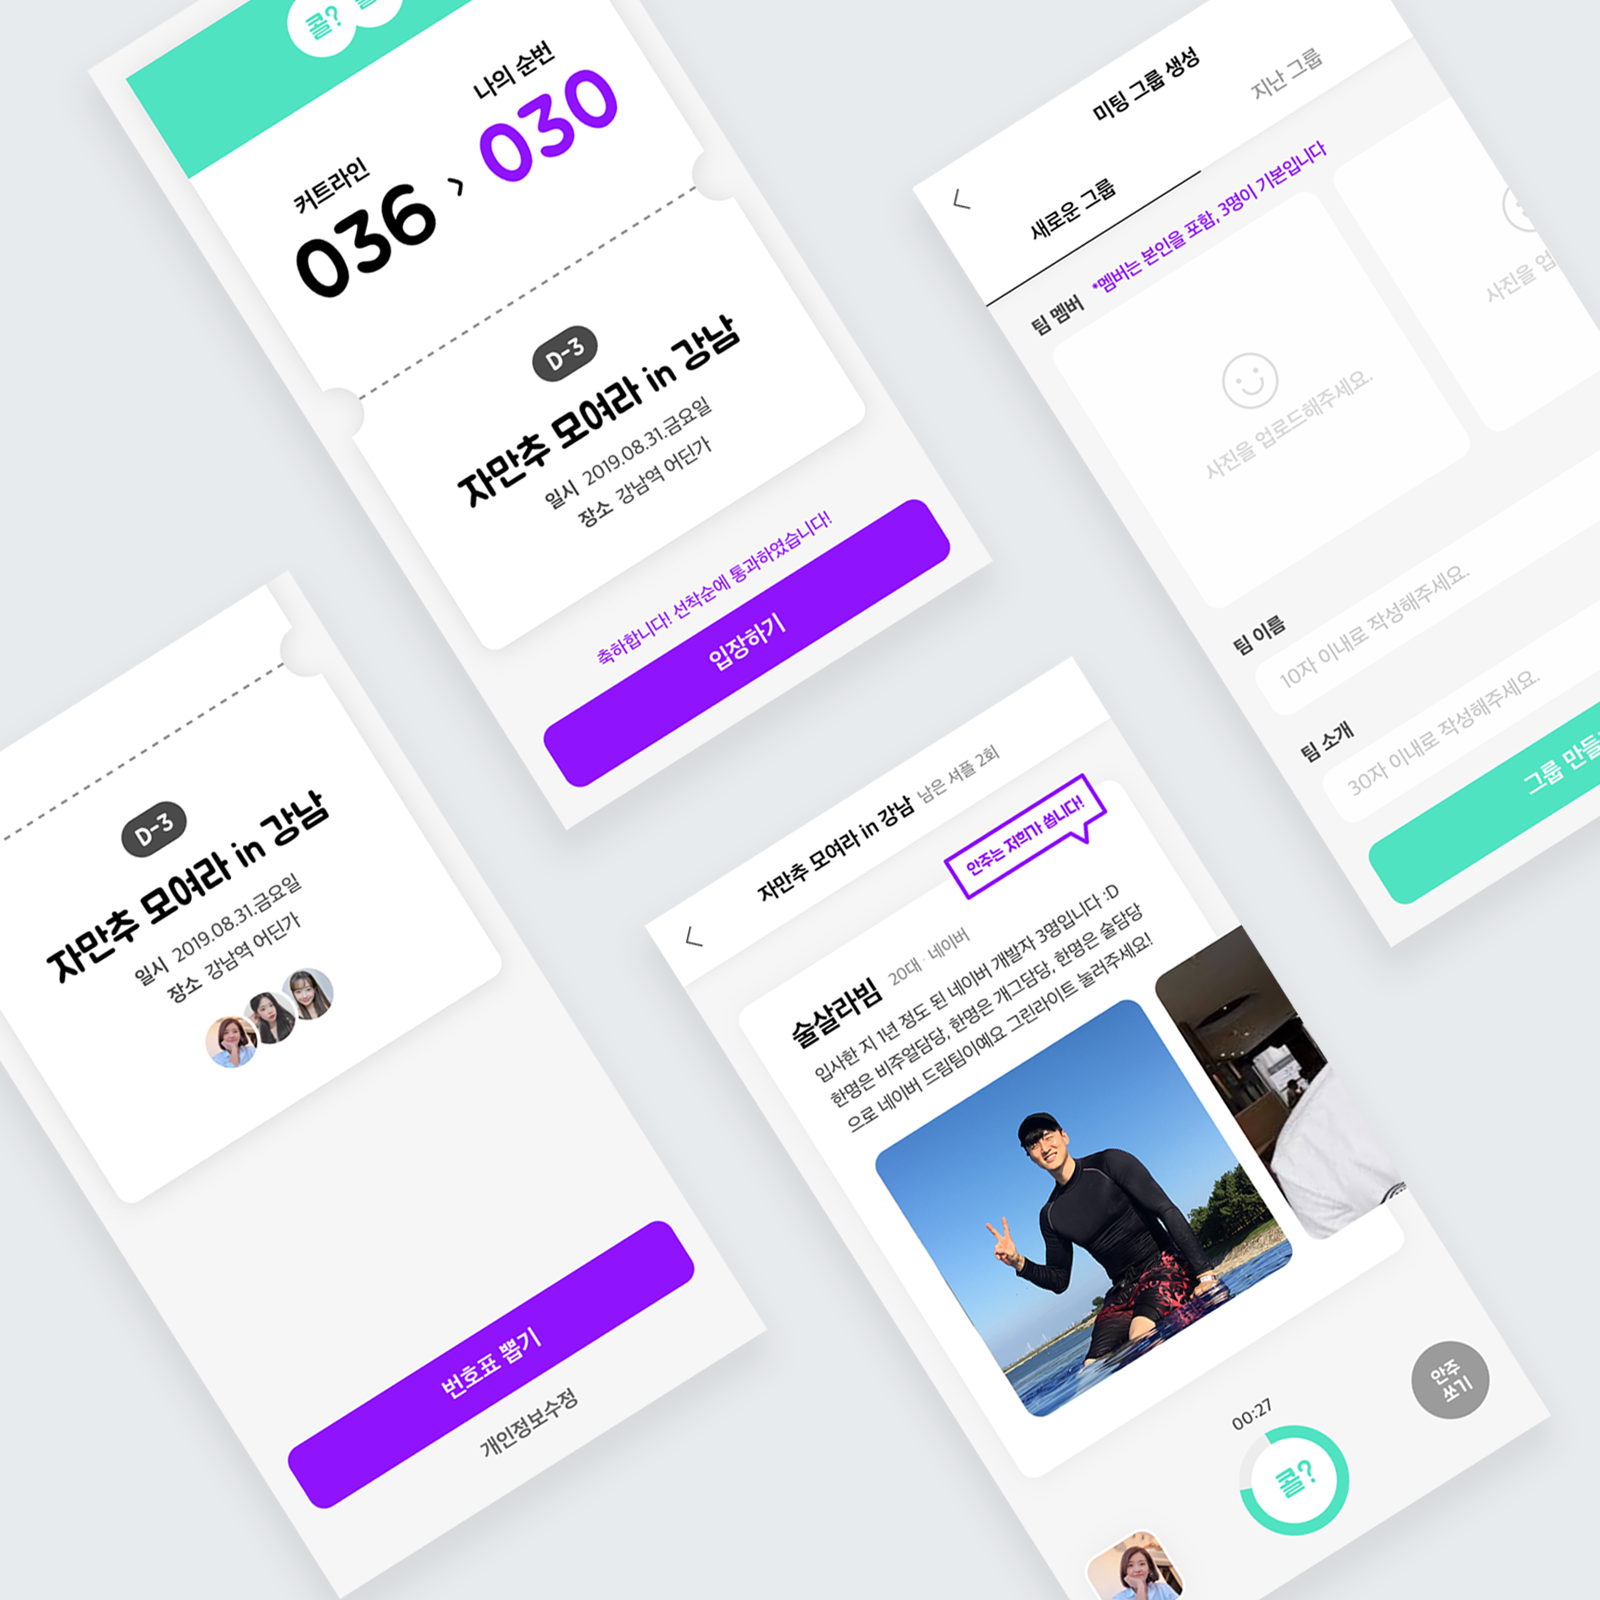 콜?
나의 순번
030
커트라인
036
>
D-3
자만추 모여라 in 강남
일시 2019.08.31.금요일
장소 강남역 어딘가
축하합니다! 선착순에 통과하였습니다!
입장하기
미팅 그룹 생성
새로운 그룹
지난 그룹
팀 멤버 *멤버는 본인을 포함, 3명이 기본입니다
사진을 업로드해주세요.
사진을 업
팀 이름
10자 이내로 작성해주세요.
팀 소개
30자 이내로 작성해주세요.
그룹 만들
D-3
자만추 모여라 in 강남
일시 2019.08.31.금요일
장소 강남역 어딘가
번호표 뽑기
개인정보수정
자만추 모여라 in 강남 남은 셔플 2회
안주는 저희가 쏩니다!
술살라빔 20대 · 네이버
입사한 지 1년 정도 된 네이버 개발자 3명입니다 :D
한명은 비주얼담당, 한명은 개그담당, 한명은 술담당
으로 네이버 드림팀이예요 그린라이트 눌러주세요!
00:27
콜?
안주
쏘기